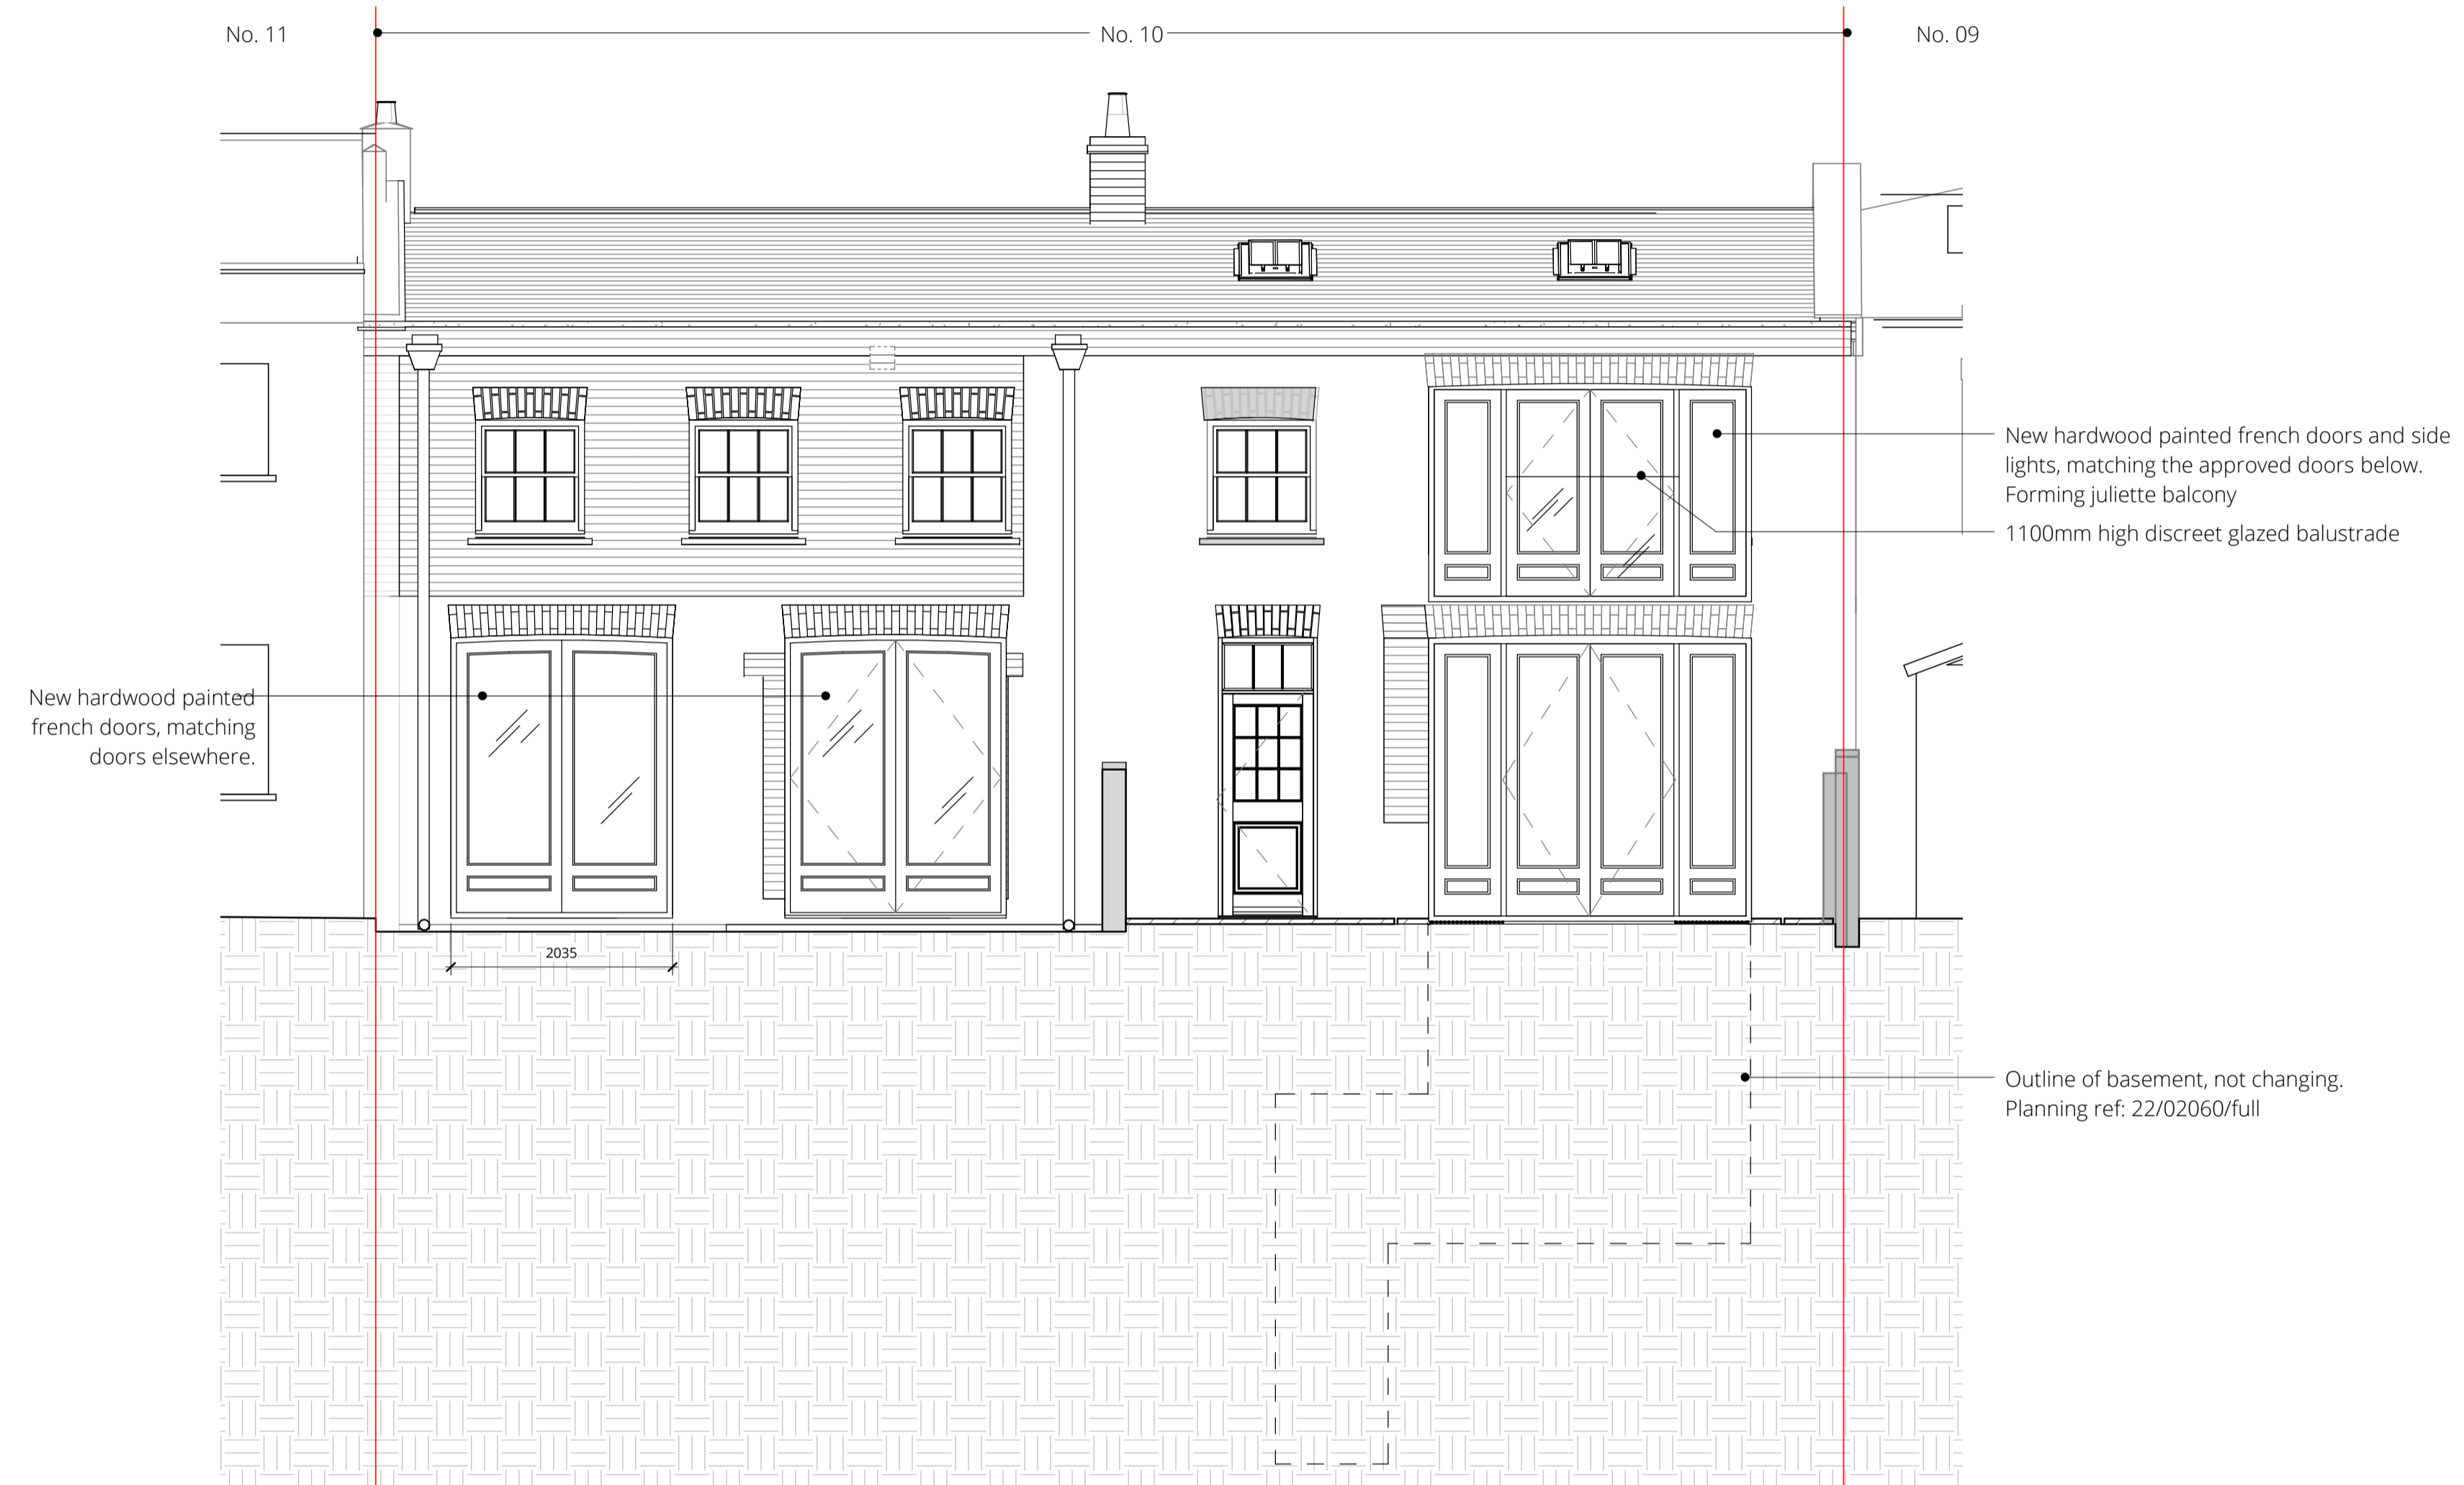 No. 11
No. 10
No. 09
New hardwood painted french doors and side
lights, matching the approved doors below.
Forming juliette balcony
1100mm high discreet glazed balustrade
New hardwood painted
french doors, matching
doors elsewhere.
2035
Outline of basement, not changing.
Planning ref: 22/02060/full